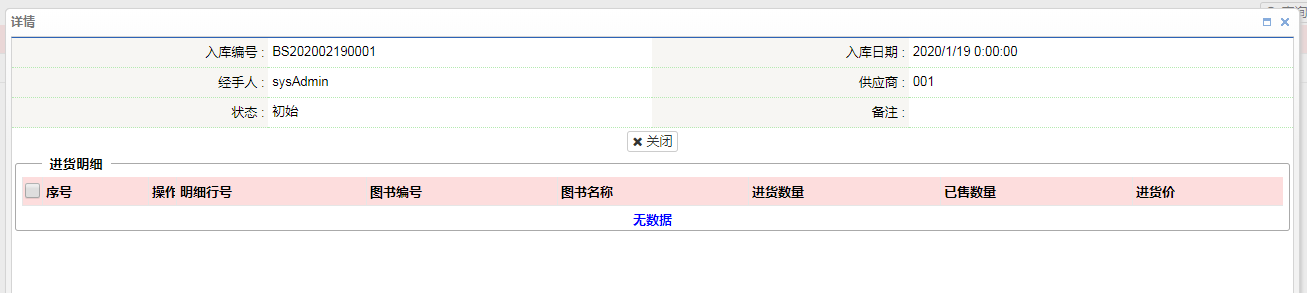 查询
详情
入库编号 : BS202002190001 入库日期 : 2020/1/19 0:00:00
经手人 : sysAdmin 供应商 : 001
状态 : 初始 备注 :
关闭
进货明细
序号 操作 明细行号 图书编号 图书名称 进货数量 已售数量 进货价
无数据